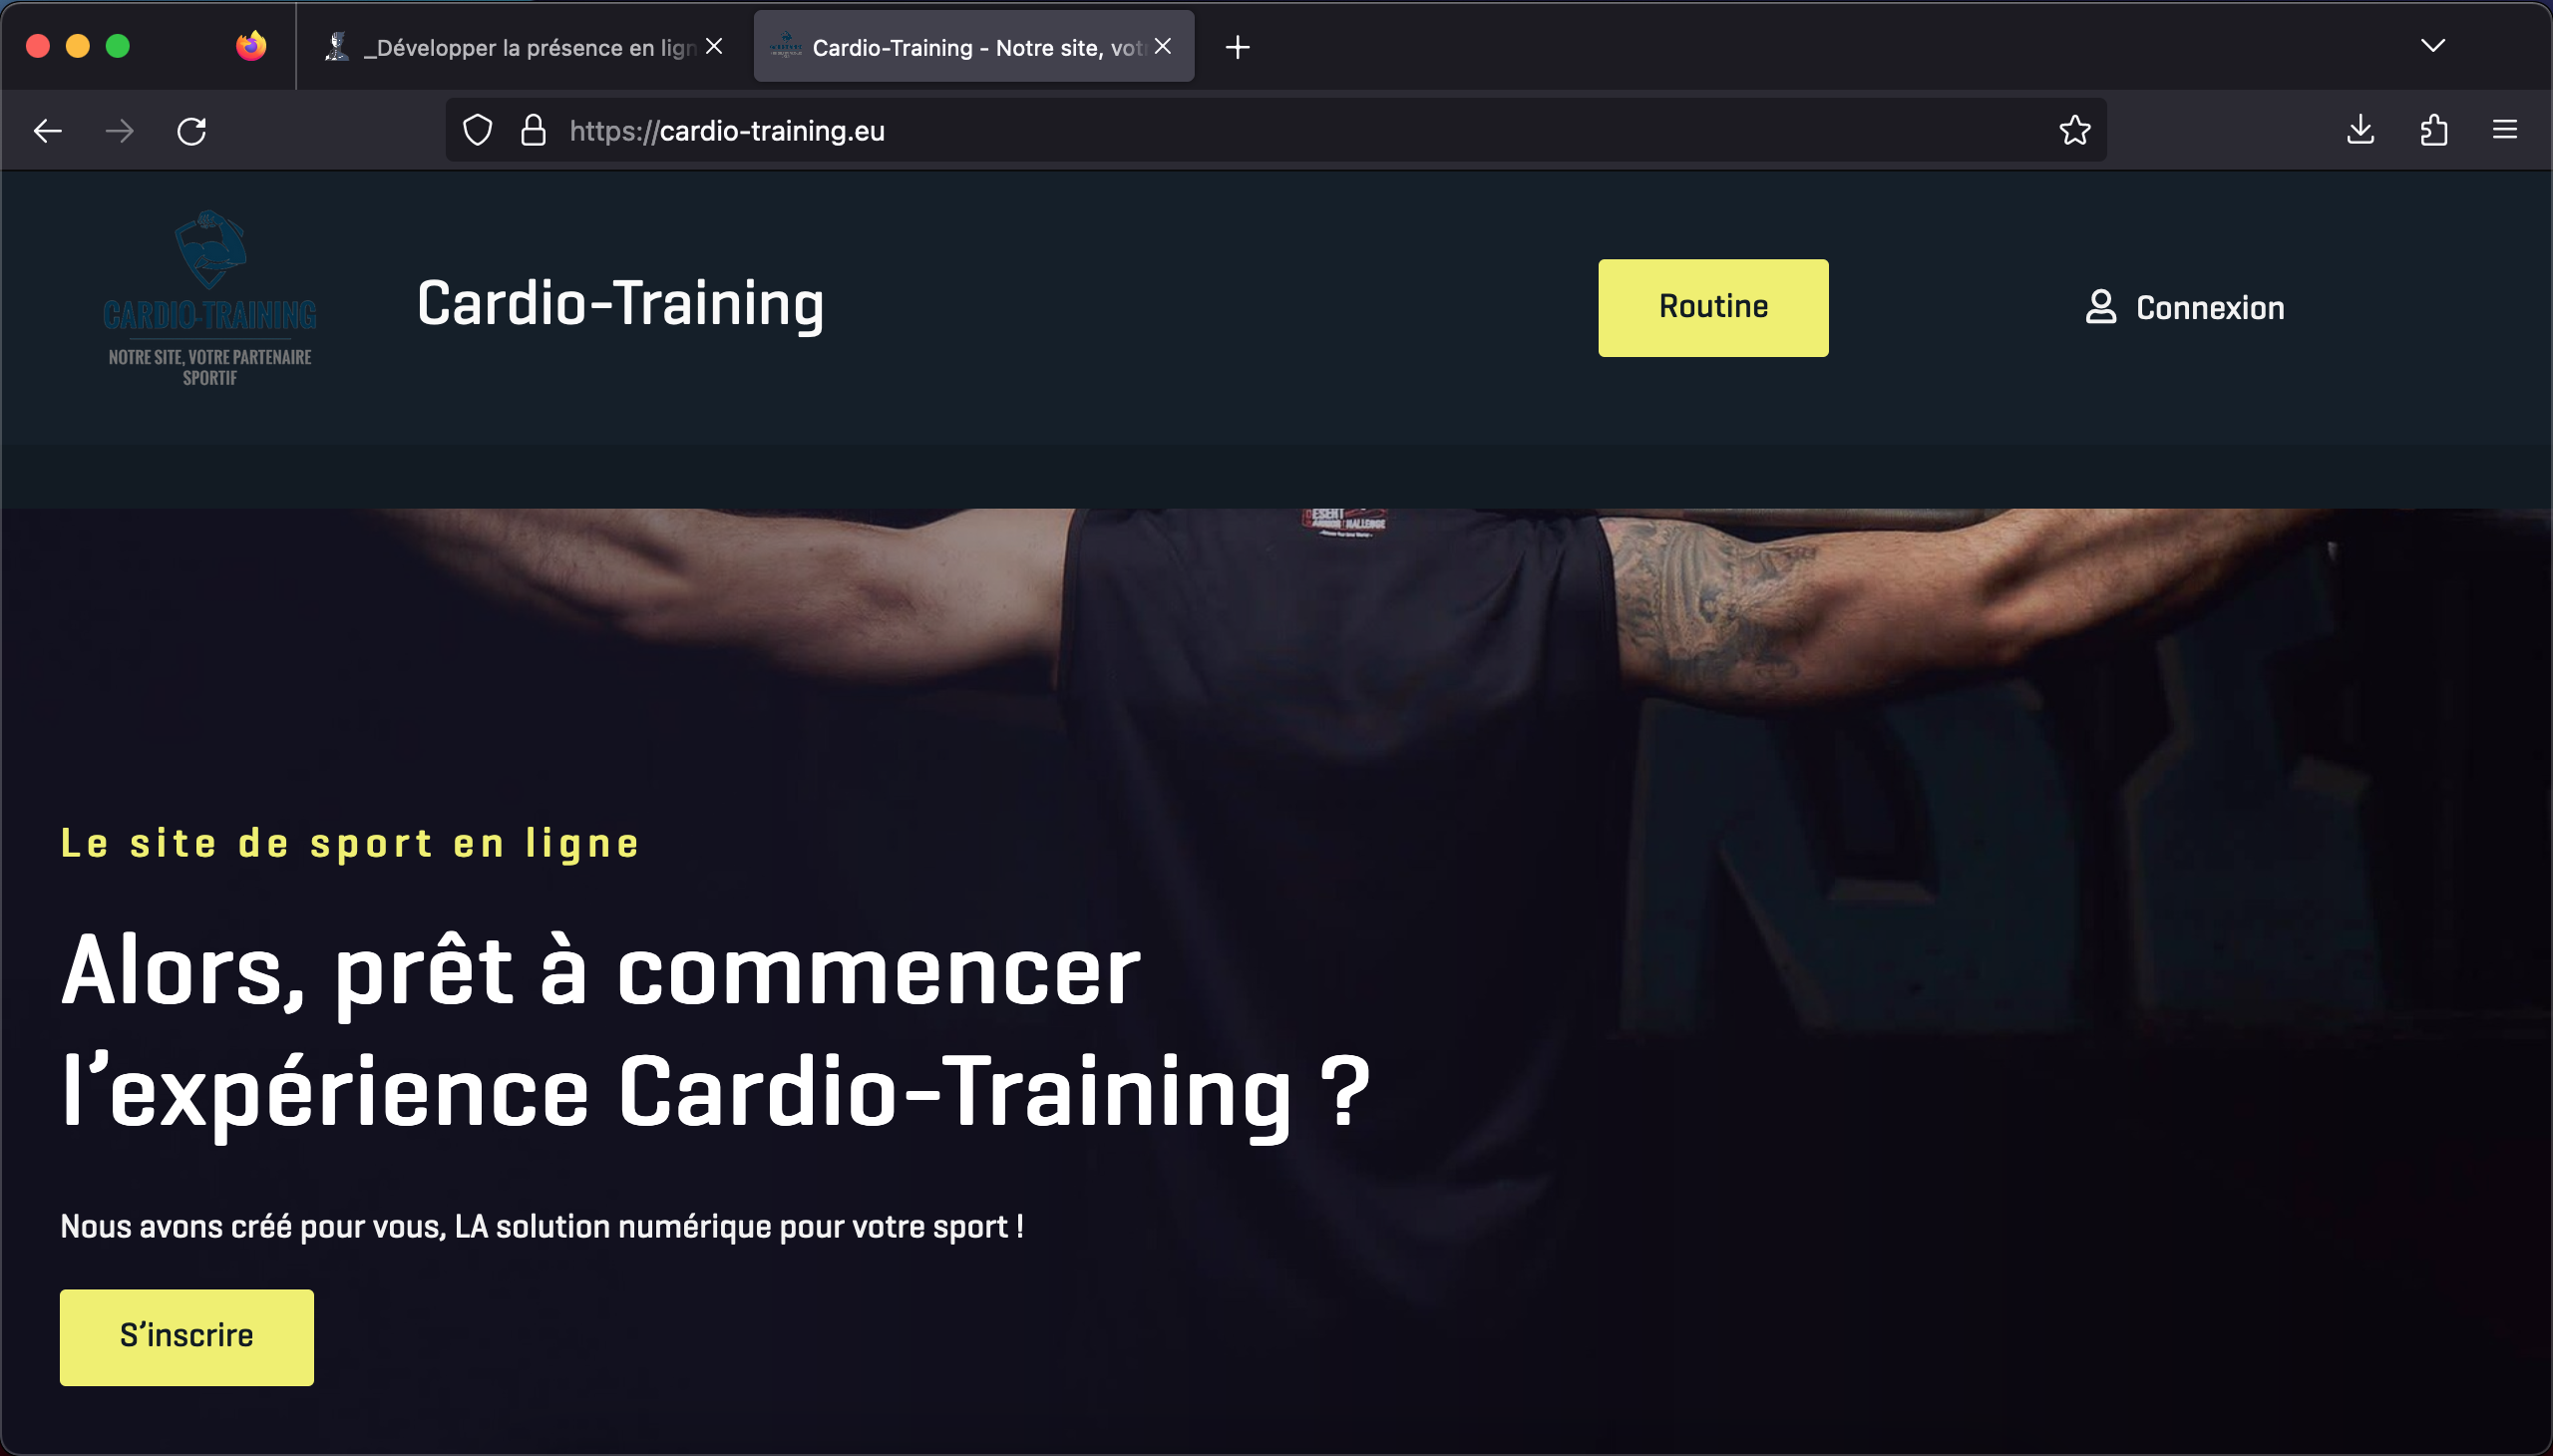 _Développer la présence en lign
Cardio-Training - Notre site, vot
https://cardio-training.eu
CARDIO-TRAINING
NOTRE SITE, VOTRE PARTENAIRE
SPORTIF
Cardio-Training
Routine
Connexion
DESERT
CHALLENGE
Le site de sport en ligne
Alors, prêt à commencer
l’expérience Cardio-Training ?
Nous avons créé pour vous, LA solution numérique pour votre sport !
S’inscrire